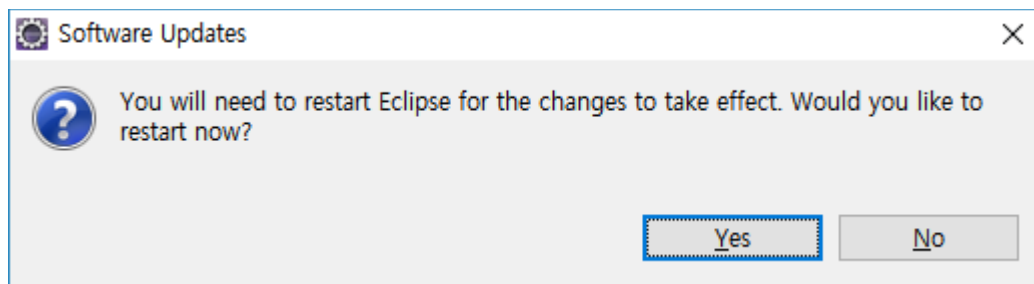 Software Updates
You will need to restart Eclipse for the changes to take effect. Would you like to
restart now?
Yes
No